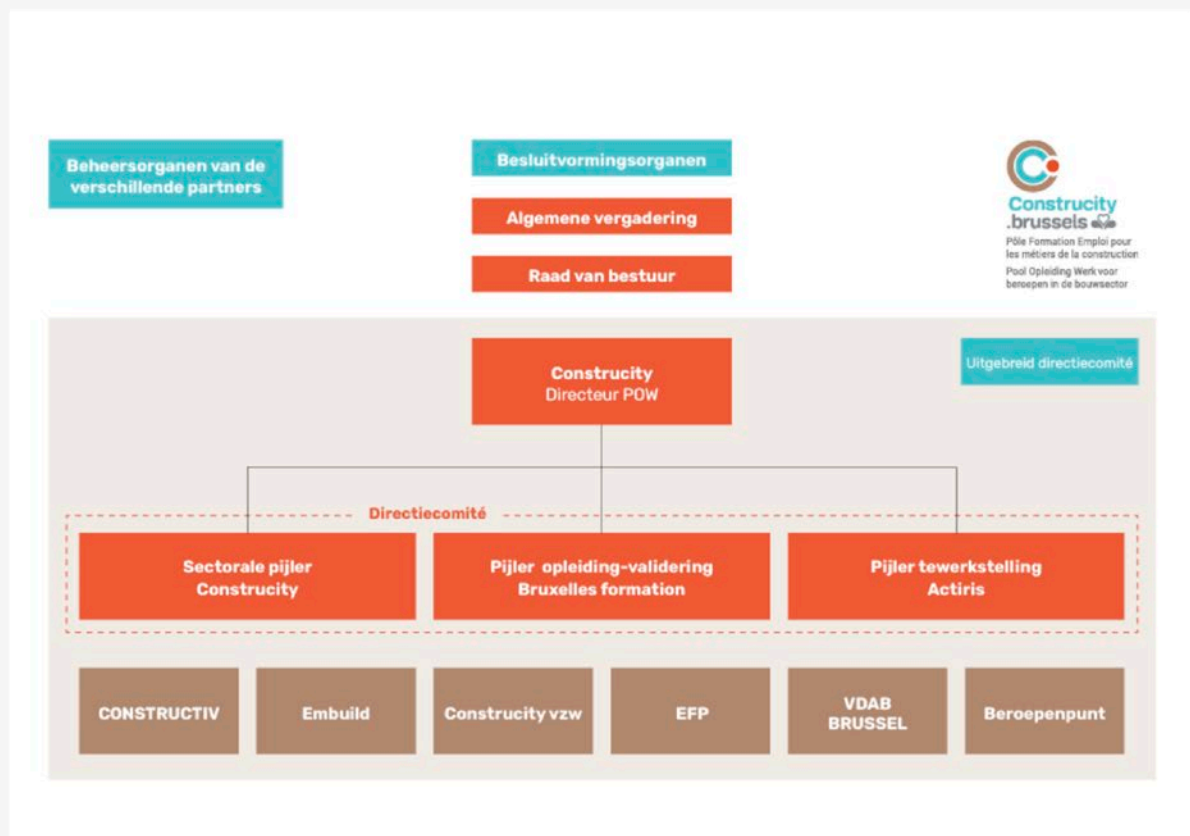 Beheersorganen van de
verschillende partners
Besluitvormingsorganen
Algemene vergadering
Raad van bestuur
Construcity
.brussels
Pôle Formation Emploi pour
les métiers de la construction
Pool Opleiding Werk voor
beroepen in de bouwsector
Construcity
Directeur POW
Uitgebreid directiecomité
Directiecomité
Sectorale pijler
Construcity
Pijler opleiding-validering
Bruxelles formation
Pijler tewerkstelling
Actiris
CONSTRUCTIV
Embuild
Construcity vzw
EFP
VDAB
BRUSSEL
Beroepenpunt